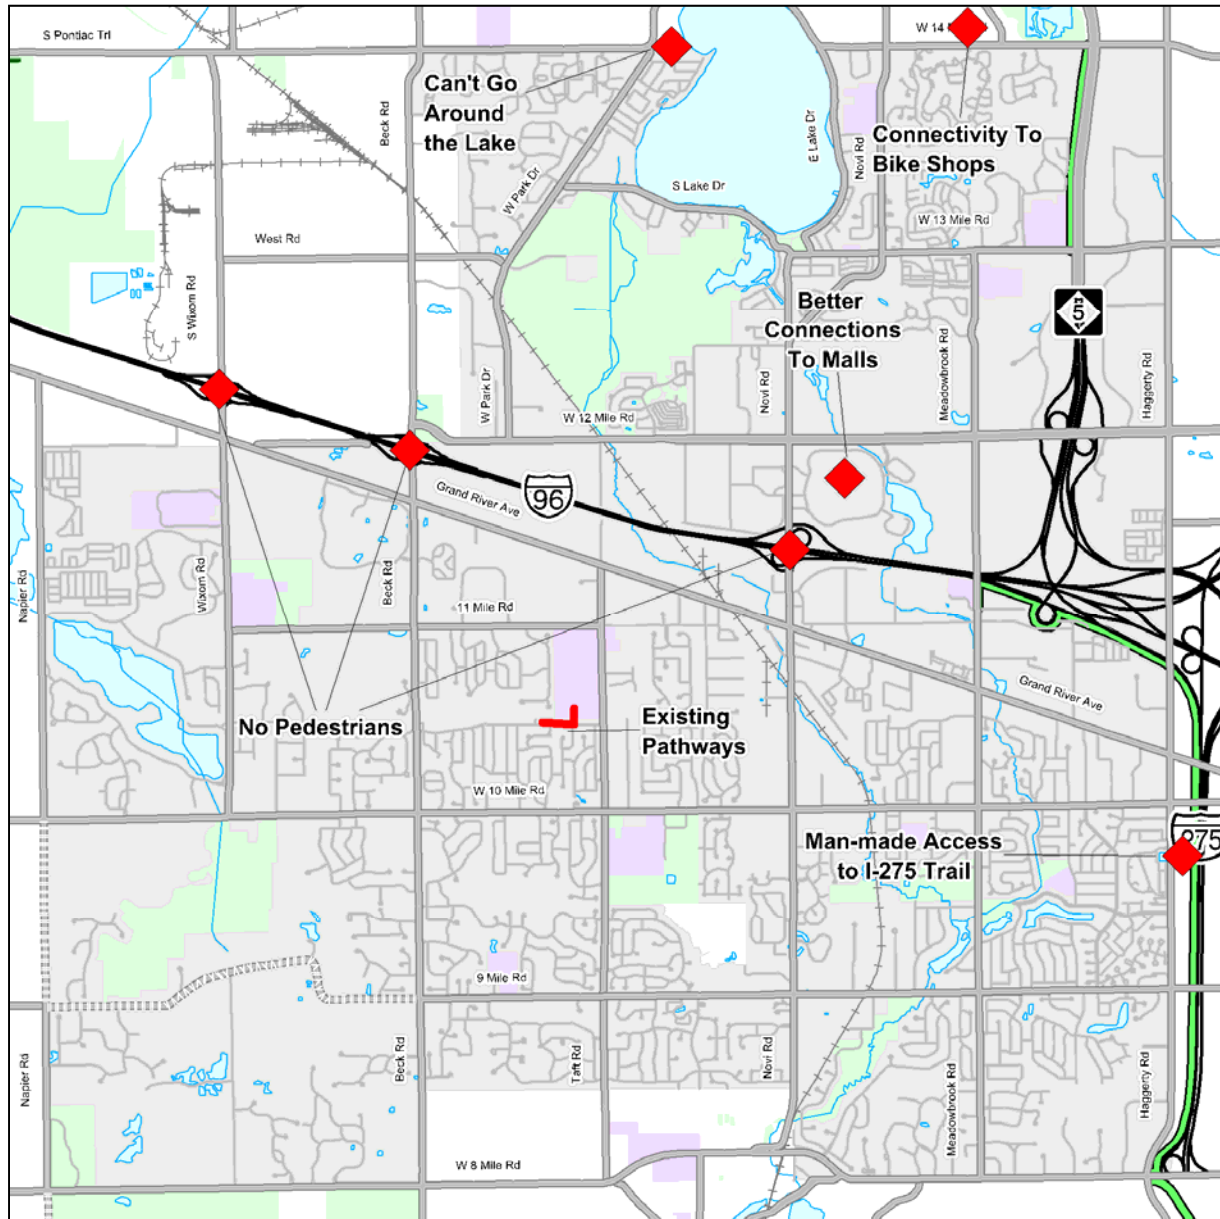 S Pontiac Trl
W 14
Can't Go
Around
the Lake
Beck Rd
E Lake Dr
Novi Rd
Connectivity To
Bike Shops
W Park Dr
S Lake Dr
W 13 Mile Rd
West Rd
S Wixom Rd
Better
Connections
To Malls
5
W Park Dr
Novi Rd
Meadowbrook Rd
Haggerty Rd
W 12 Mile Rd
Grand River Ave
96
Napier Rd
Wixom Rd
Beck Rd
11 Mile Rd
Grand River Ave
No Pedestrians
Existing
Pathways
W 10 Mile Rd
Man-made Access
to I-275 Trail
275
9 Mile Rd
Napier Rd
Beck Rd
Taft Rd
Novi Rd
Meadowbrook Rd
Haggerty Rd
W 8 Mile Rd